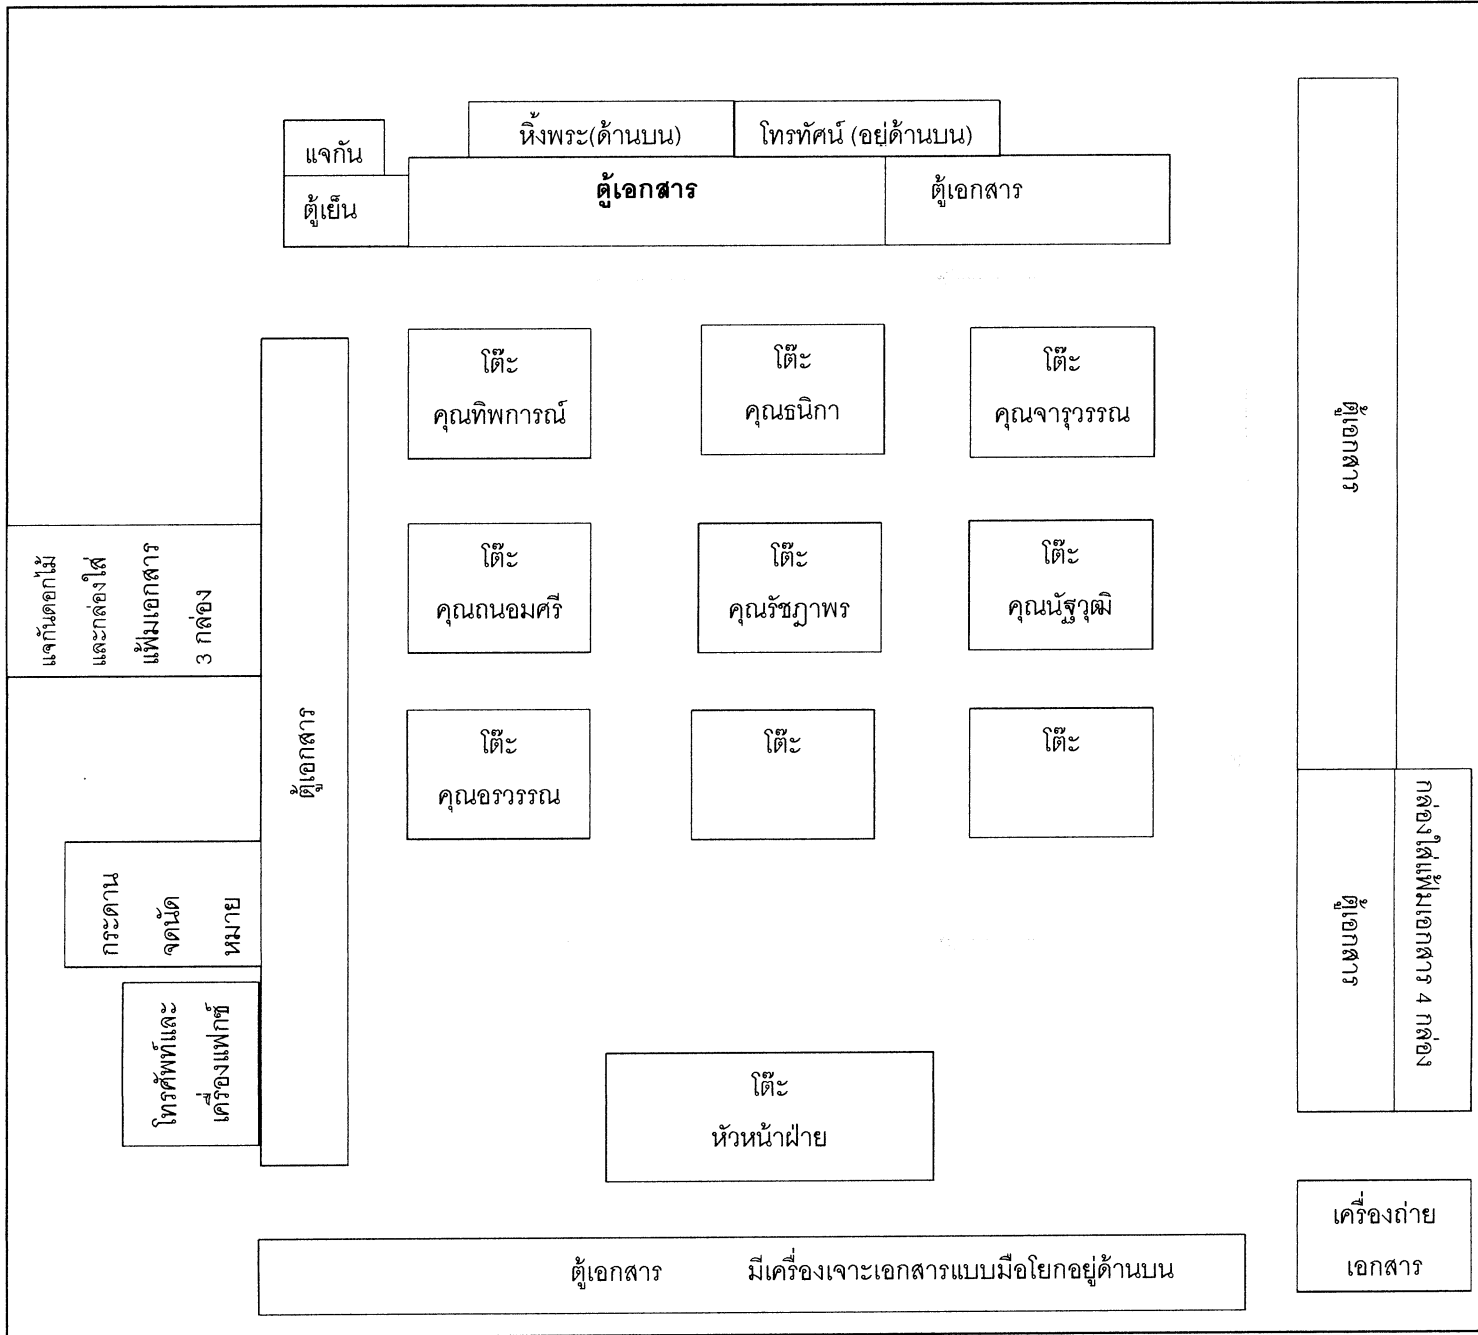 หิ้งพระ(ด้านบน)
โทรทัศน์ (อยู่ด้านบน)
แจกัน
ตู้เย็น
ตู้เอกสาร
ตู้เอกสาร
โต๊ะ
คุณทิพการณ์
โต๊ะ
คุณธนิกา
โต๊ะ
คุณจารุวรรณ
ตู้เอกสาร
แจกันดอกไม้
และกล่องใส่
แฟ้มเอกสาร
3 กล่อง
ตู้เอกสาร
โต๊ะ
คุณถนอมศรี
โต๊ะ
คุณรัชฎาพร
โต๊ะ
คุณนัฐวุฒิ
โต๊ะ
คุณอรวรรณ
โต๊ะ
โต๊ะ
กระดาน
จดนัด
หมาย
โทรศัพท์และ
เครื่องแฟกซ์
ตู้เอกสาร
กล่องใส่แฟ้มเอกสาร 4 กล่อง
โต๊ะ
หัวหน้าฝ่าย
เครื่องถ่าย
เอกสาร
ตู้เอกสาร มีเครื่องเจาะเอกสารแบบมือโยกอยู่ด้านบน